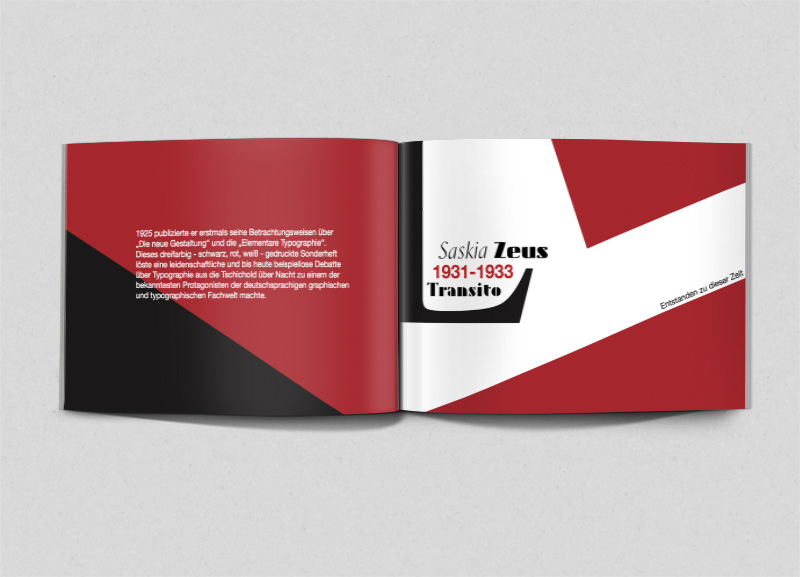 1925 publizierte er erstmals seine Betrachtungsweisen über
„Die neue Gestaltung“ und die „Elementare Typographie“.
Dieses dreifarbig - schwarz, rot, weiß - gedruckte Sonderheft
löste eine leidenschaftliche und bis heute beispiellose Debatte
über Typographie aus die Tschichold über Nacht zu einem der
bekanntesten Protagonisten der deutschsprachigen graphischen
und typographischen Fachwelt machte.
Saskia Zeus
1931-1933
Transito
Entstanden zu dieser Zeit